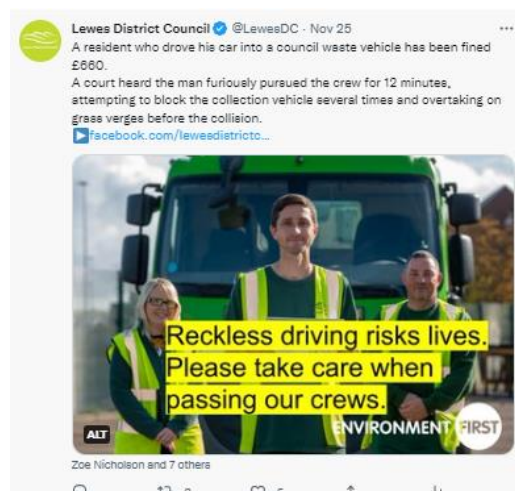 Lewes District Council @LewesDC · Nov 25
A resident who drove his car into a council waste vehicle has been fined
£660.
A court heard the man furiously pursued the crew for 12 minutes,
attempting to block the collection vehicle several times and overtaking on
grass verges before the collision.
facebook.com/lewesdistrictc...
Reckless driving risks lives.
Please take care when
passing our crews.
ENVIRONMENT FIRST
ALT
Zoe Nicholson and 7 others